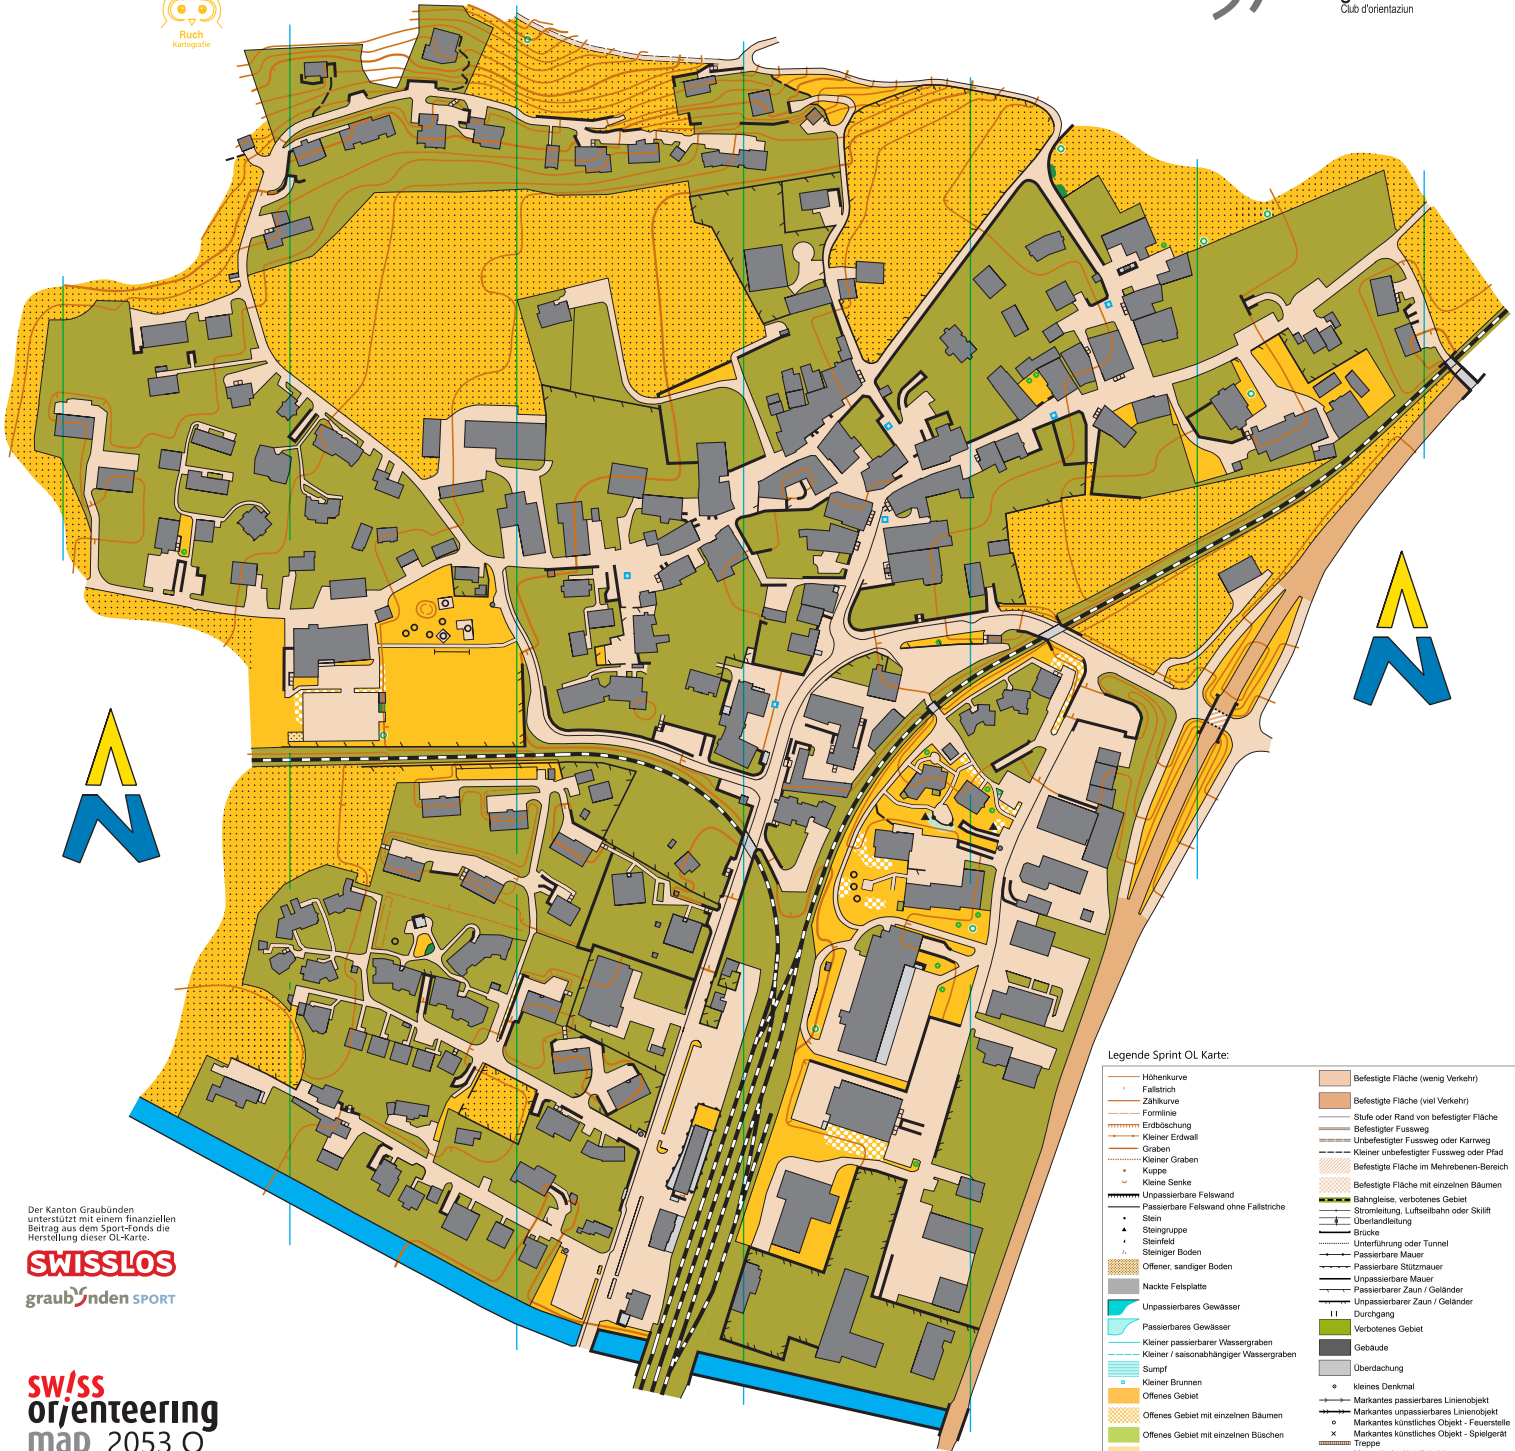 Ruch
Kartografie
Club d'orientaziun
Der Kanton Graubünden
unterstützt mit einem finanziellen
Beitrag aus dem Sport-Fonds die
Herstellung dieser OL-Karte.
SWISSLOS
graubünden SPORT
swiss
orienteering
map 2053 O
Legende Sprint OL Karte:
Höhenkurve
Fallstrich
Zählkurve
Formlinie
Erdböschung
Kleiner Erdwall
Graben
Kleiner Graben
Kuppe
Kleine Senke
Unpassierbare Felswand
Passierbare Felswand ohne Fallstriche
Stein
Steingruppe
Steinfeld
Steiniger Boden
Offener, sandiger Boden
Nackte Felsplatte
Unpassierbares Gewässer
Passierbares Gewässer
Kleiner passierbarer Wassergraben
Kleiner / saisonabhängiger Wassergraben
Sumpf
Kleiner Brunnen
Offenes Gebiet
Offenes Gebiet mit einzelnen Bäumen
Offenes Gebiet mit einzelnen Büschen
Befestigte Fläche (wenig Verkehr)
Befestigte Fläche (viel Verkehr)
Stufe oder Rand von befestigter Fläche
Befestigter Fussweg
Unbefestigter Fussweg oder Karrweg
Kleiner unbefestigter Fussweg oder Pfad
Befestigte Fläche im Mehrebenen-Bereich
Befestigte Fläche mit einzelnen Bäumen
Bahngleise, verbotenes Gebiet
Stromleitung, Luftseilbahn oder Skilift
Überlandleitung
Brücke
Unterführung oder Tunnel
Passierbare Mauer
Passierbare Stützmauer
Unpassierbare Mauer
Passierbarer Zaun / Geländer
Unpassierbarer Zaun / Geländer
Durchgang
Verbotenes Gebiet
Gebäude
Überdachung
kleines Denkmal
Markantes passierbares Linienobjekt
Markantes unpassierbares Linienobjekt
Markantes künstliches Objekt - Feuerstelle
Markantes künstliches Objekt - Spielgerät
Treppe